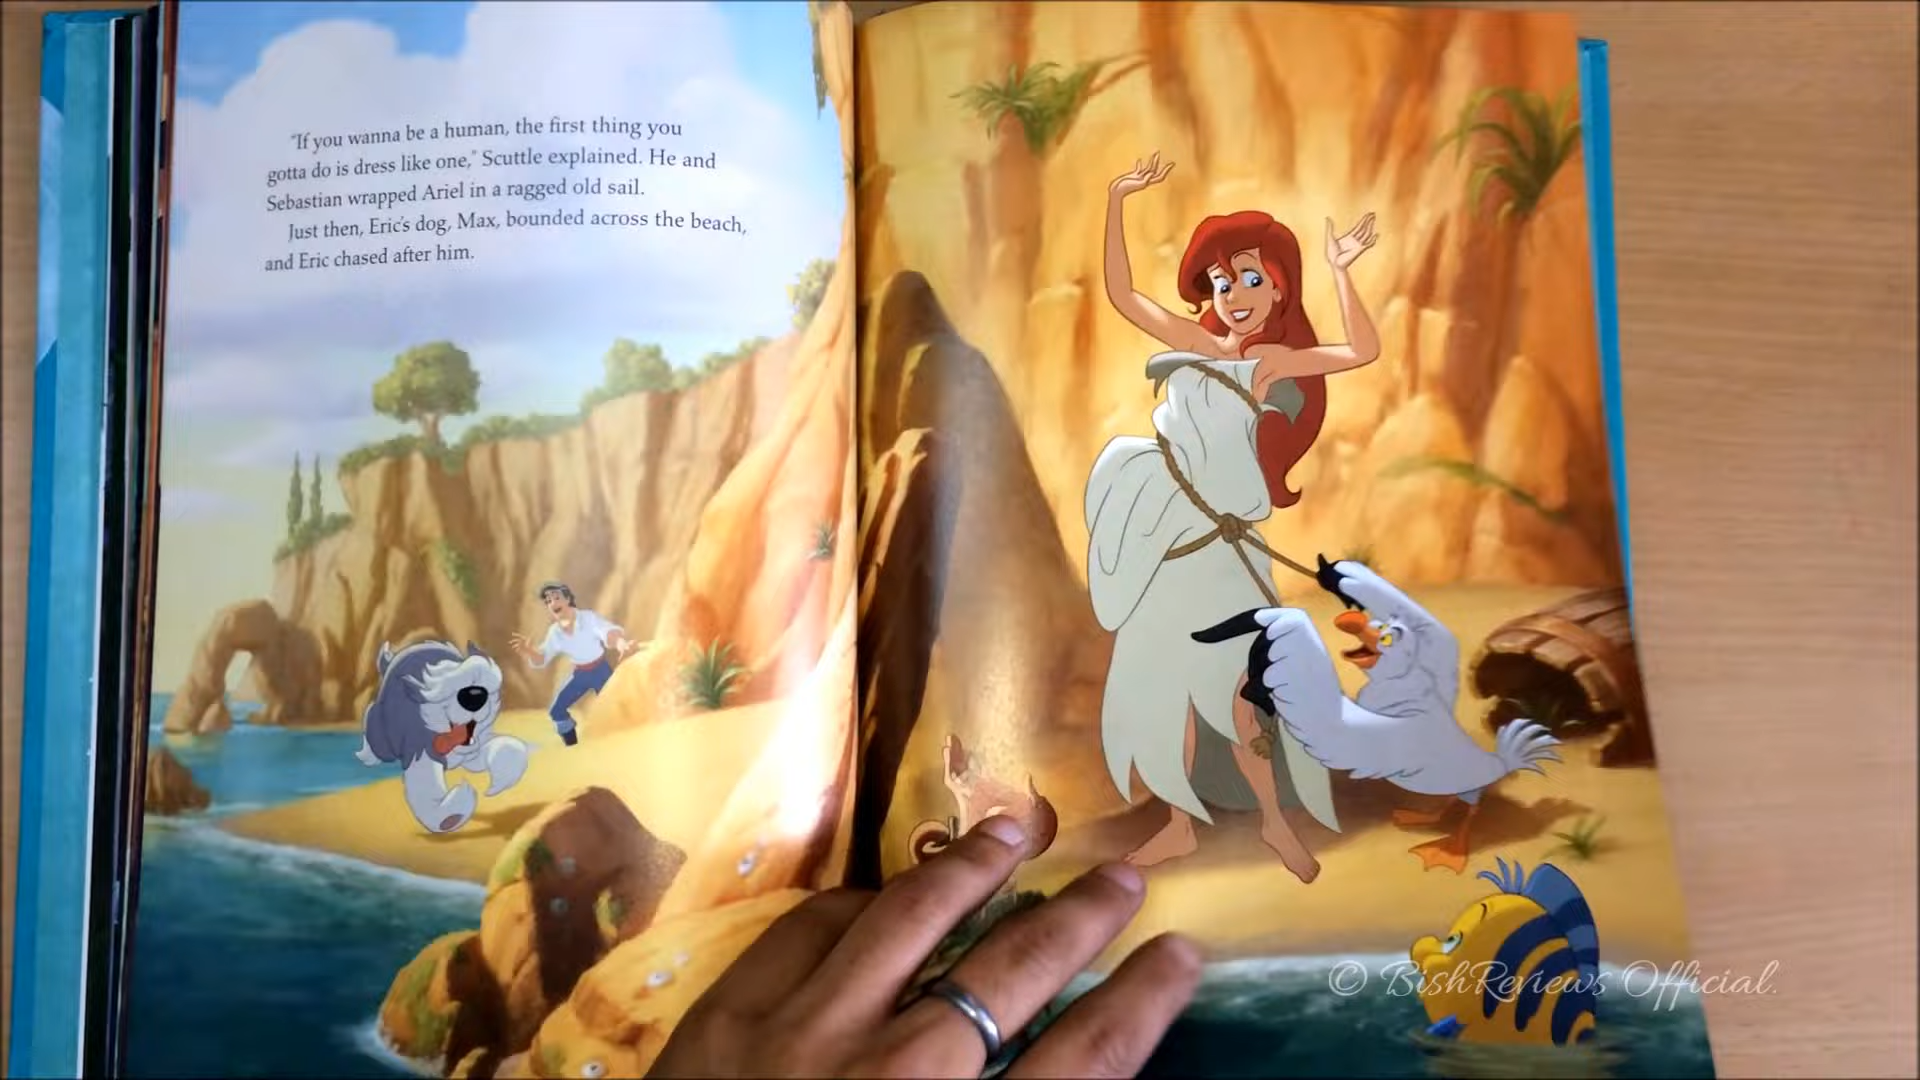 "If you wanna be a human, the first thing you
gotta do is dress like one," Scuttle explained. He and
Sebastian wrapped Ariel in a ragged old sail.
Just then, Eric's dog, Max, bounded across the beach,
and Eric chased after him.
© BishReviews Official.